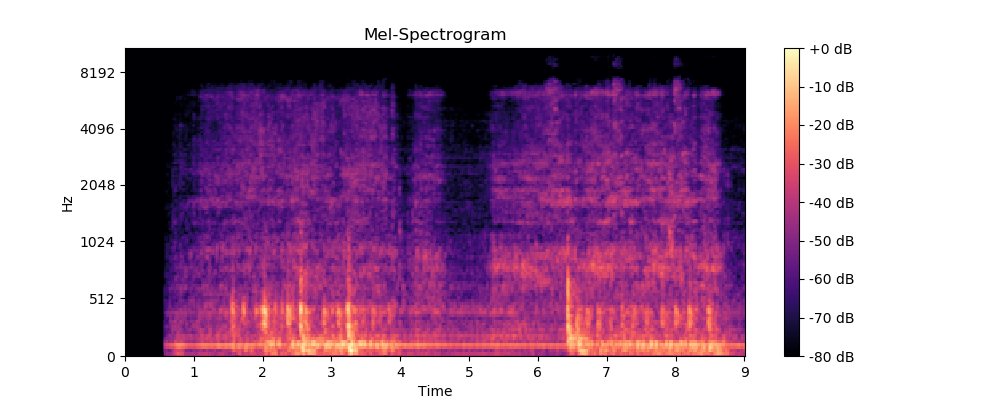 Mel-Spectrogram
8192
4096
2048
1024
512
0
Hz
0 1 2 3 4 5 6 7 8 9
Time
+0 dB
-10 dB
-20 dB
-30 dB
-40 dB
-50 dB
-60 dB
-70 dB
-80 dB